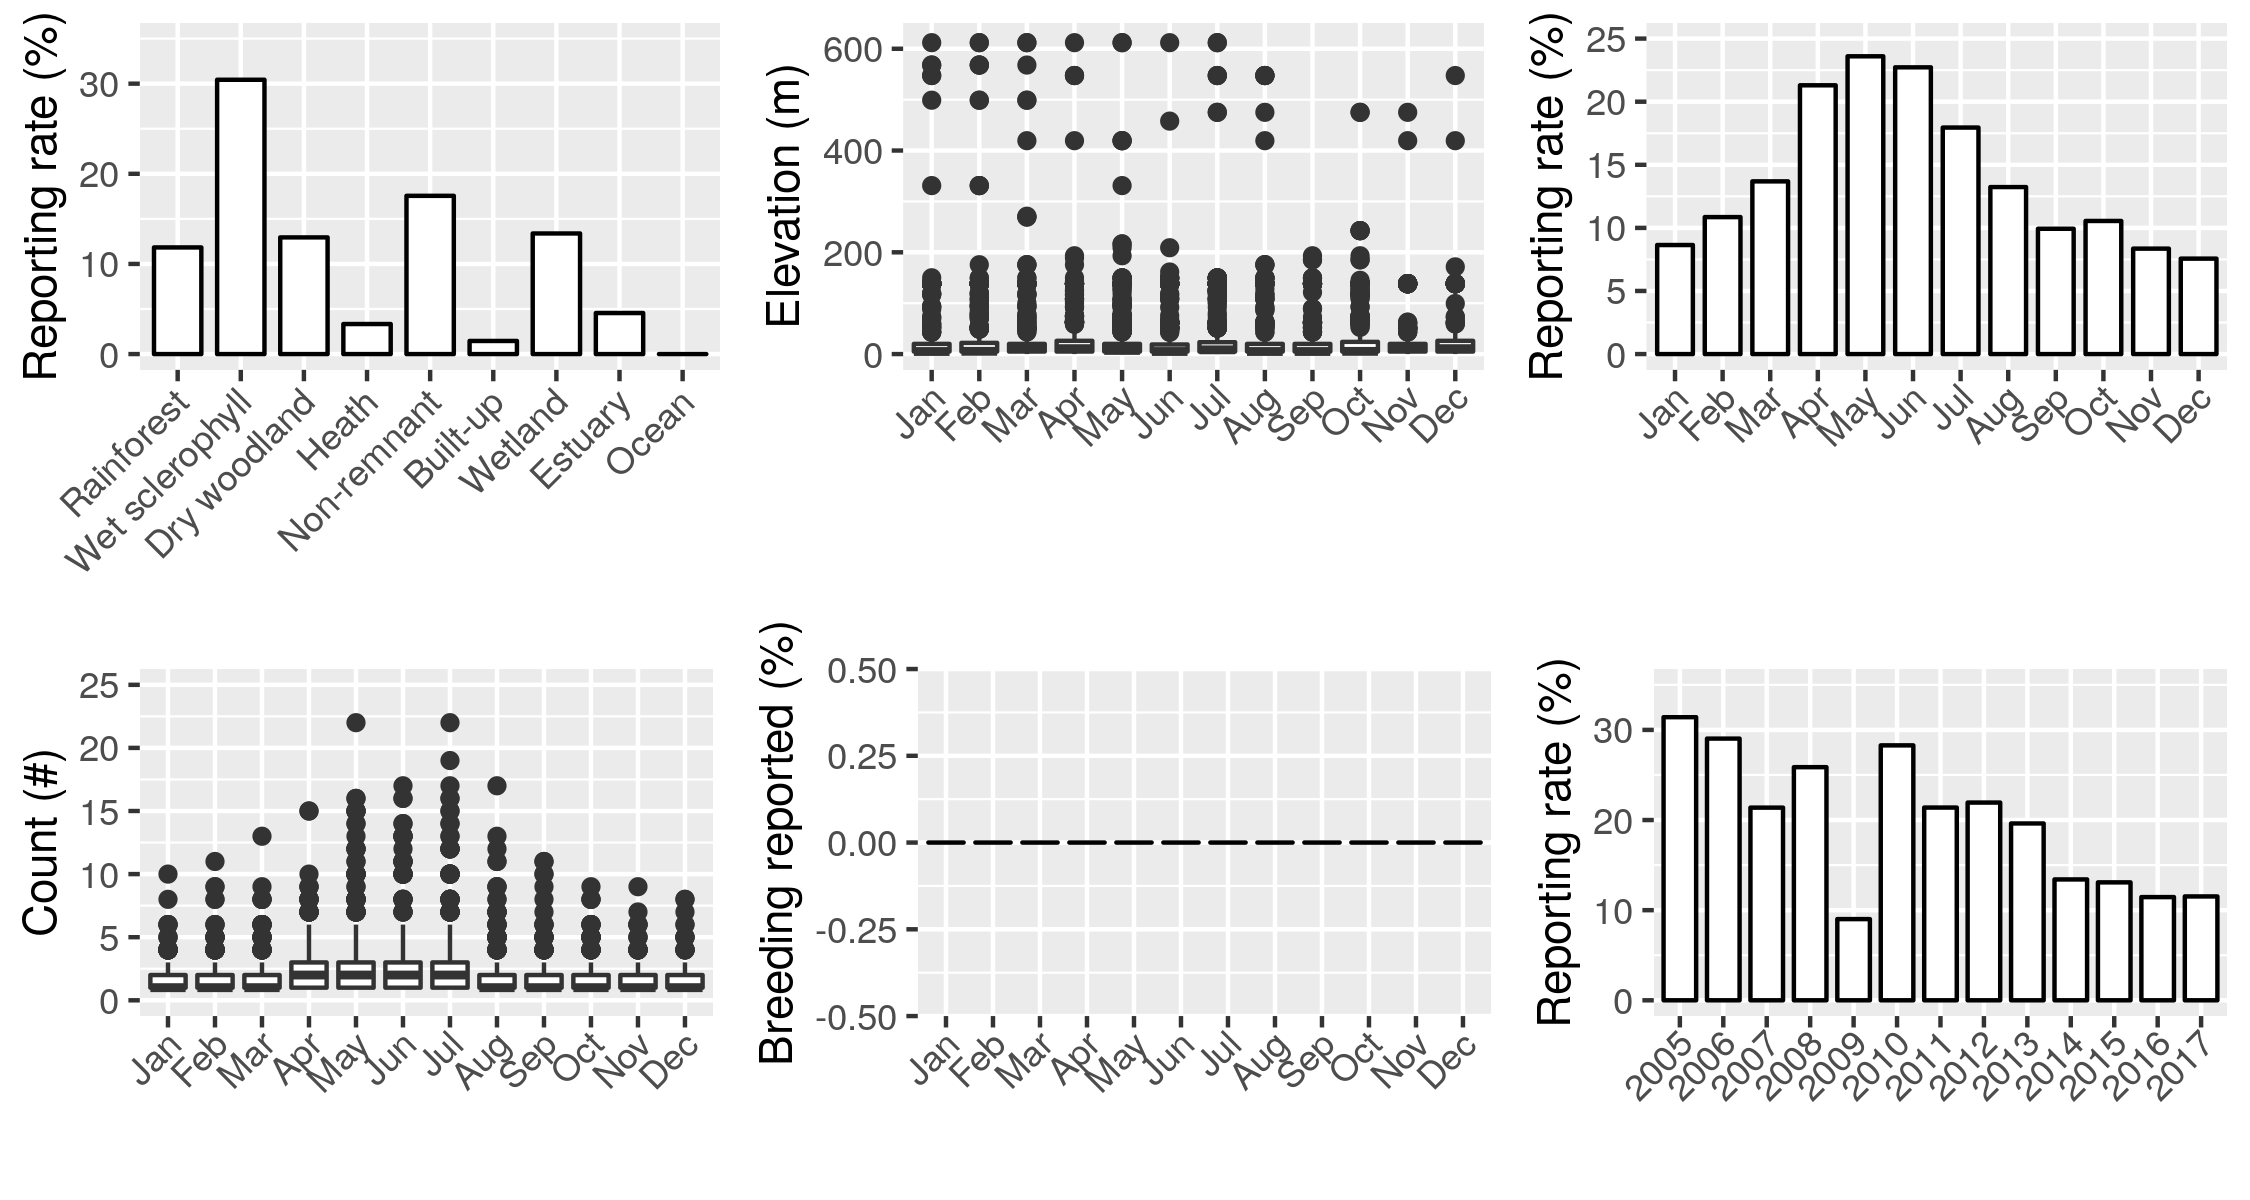 Reporting rate (%)
30
20
10
0
Rainforest
Wet sclerophyll
Dry woodland
Heath
Non-remnant
Built-up
Wetland
Estuary
Ocean
Elevation (m)
600
400
200
0
Jan
Feb
Mar
Apr
May
Jun
Jul
Aug
Sep
Oct
Nov
Dec
Reporting rate (%)
25
20
15
10
5
0
Jan
Feb
Mar
Apr
May
Jun
Jul
Aug
Sep
Oct
Nov
Dec
Count (#)
25
20
15
10
5
0
Jan
Feb
Mar
Apr
May
Jun
Jul
Aug
Sep
Oct
Nov
Dec
Breeding reported (%)
0.50
0.25
0.00
-0.25
-0.50
Jan
Feb
Mar
Apr
May
Jun
Jul
Aug
Sep
Oct
Nov
Dec
Reporting rate (%)
30
20
10
0
2005
2006
2007
2008
2009
2010
2011
2012
2013
2014
2015
2016
2017